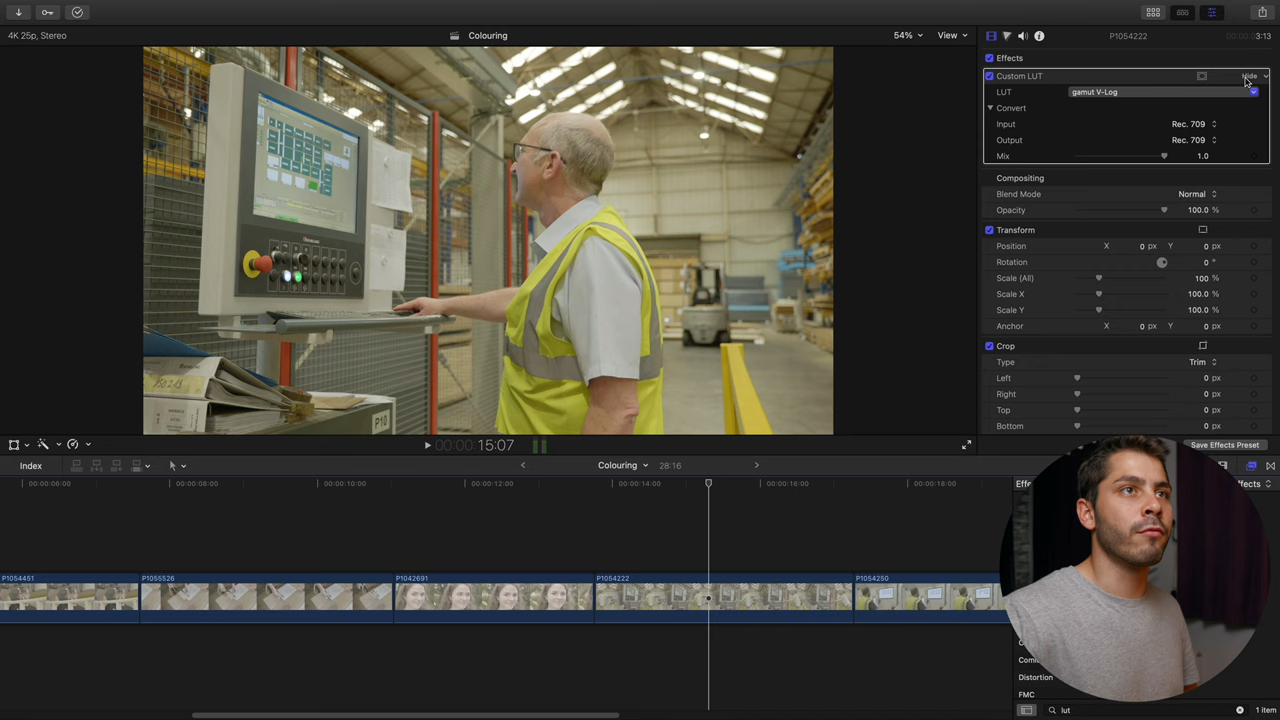 4K 25p, Stereo
Colouring
54%
View
P1054222
00:00:03:13
Effects
Custom LUT
Hide
LUT
gamut V-Log
Convert
Input
Rec. 709
Output
Rec. 709
Mix
1.0
Compositing
Blend Mode
Normal
Opacity
100.0 %
Transform
Position
X
0 px
Y
0 px
Rotation
0 °
Scale (All)
100 %
Scale X
100.0 %
Scale Y
100.0 %
Anchor
X
0 px
Y
0 px
Crop
Type
Trim
Left
0 px
Right
0 px
Top
0 px
Bottom
0 px
P10
00:00:15:07
Save Effects Preset
Index
Colouring
28:16
00:00:06:00
00:00:08:00
00:00:10:00
00:00:12:00
00:00:14:00
00:00:16:00
00:00:18:00
P1054451
P1055526
P1042691
P1054222
P1054250
Distortion
FMC
lut
1 item